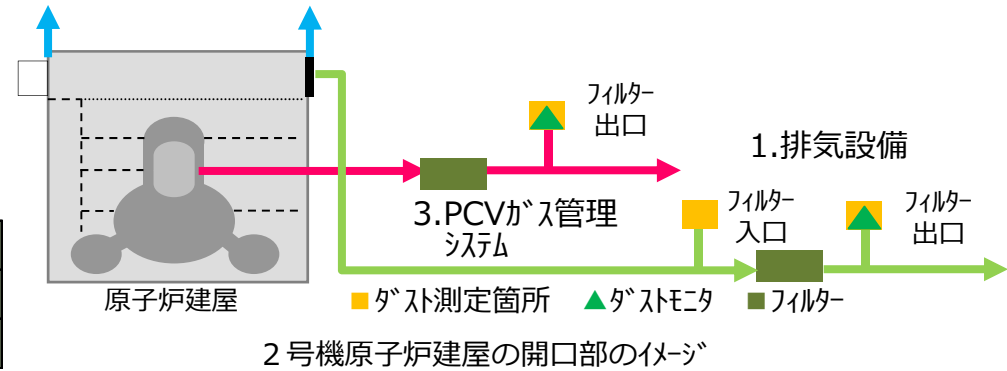 フィルター
出口
1.排気設備
3.PCVｶﾞｽ管理
ｼｽﾃﾑ
ﾌｨﾙﾀｰ
入口
ﾌｨﾙﾀｰ
出口
原子炉建屋
ﾀﾞｽﾄ測定箇所 ﾀﾞｽﾄﾓﾆﾀ ﾌｨﾙﾀｰ
２号機原子炉建屋の開口部のｲﾒｰｼﾞ